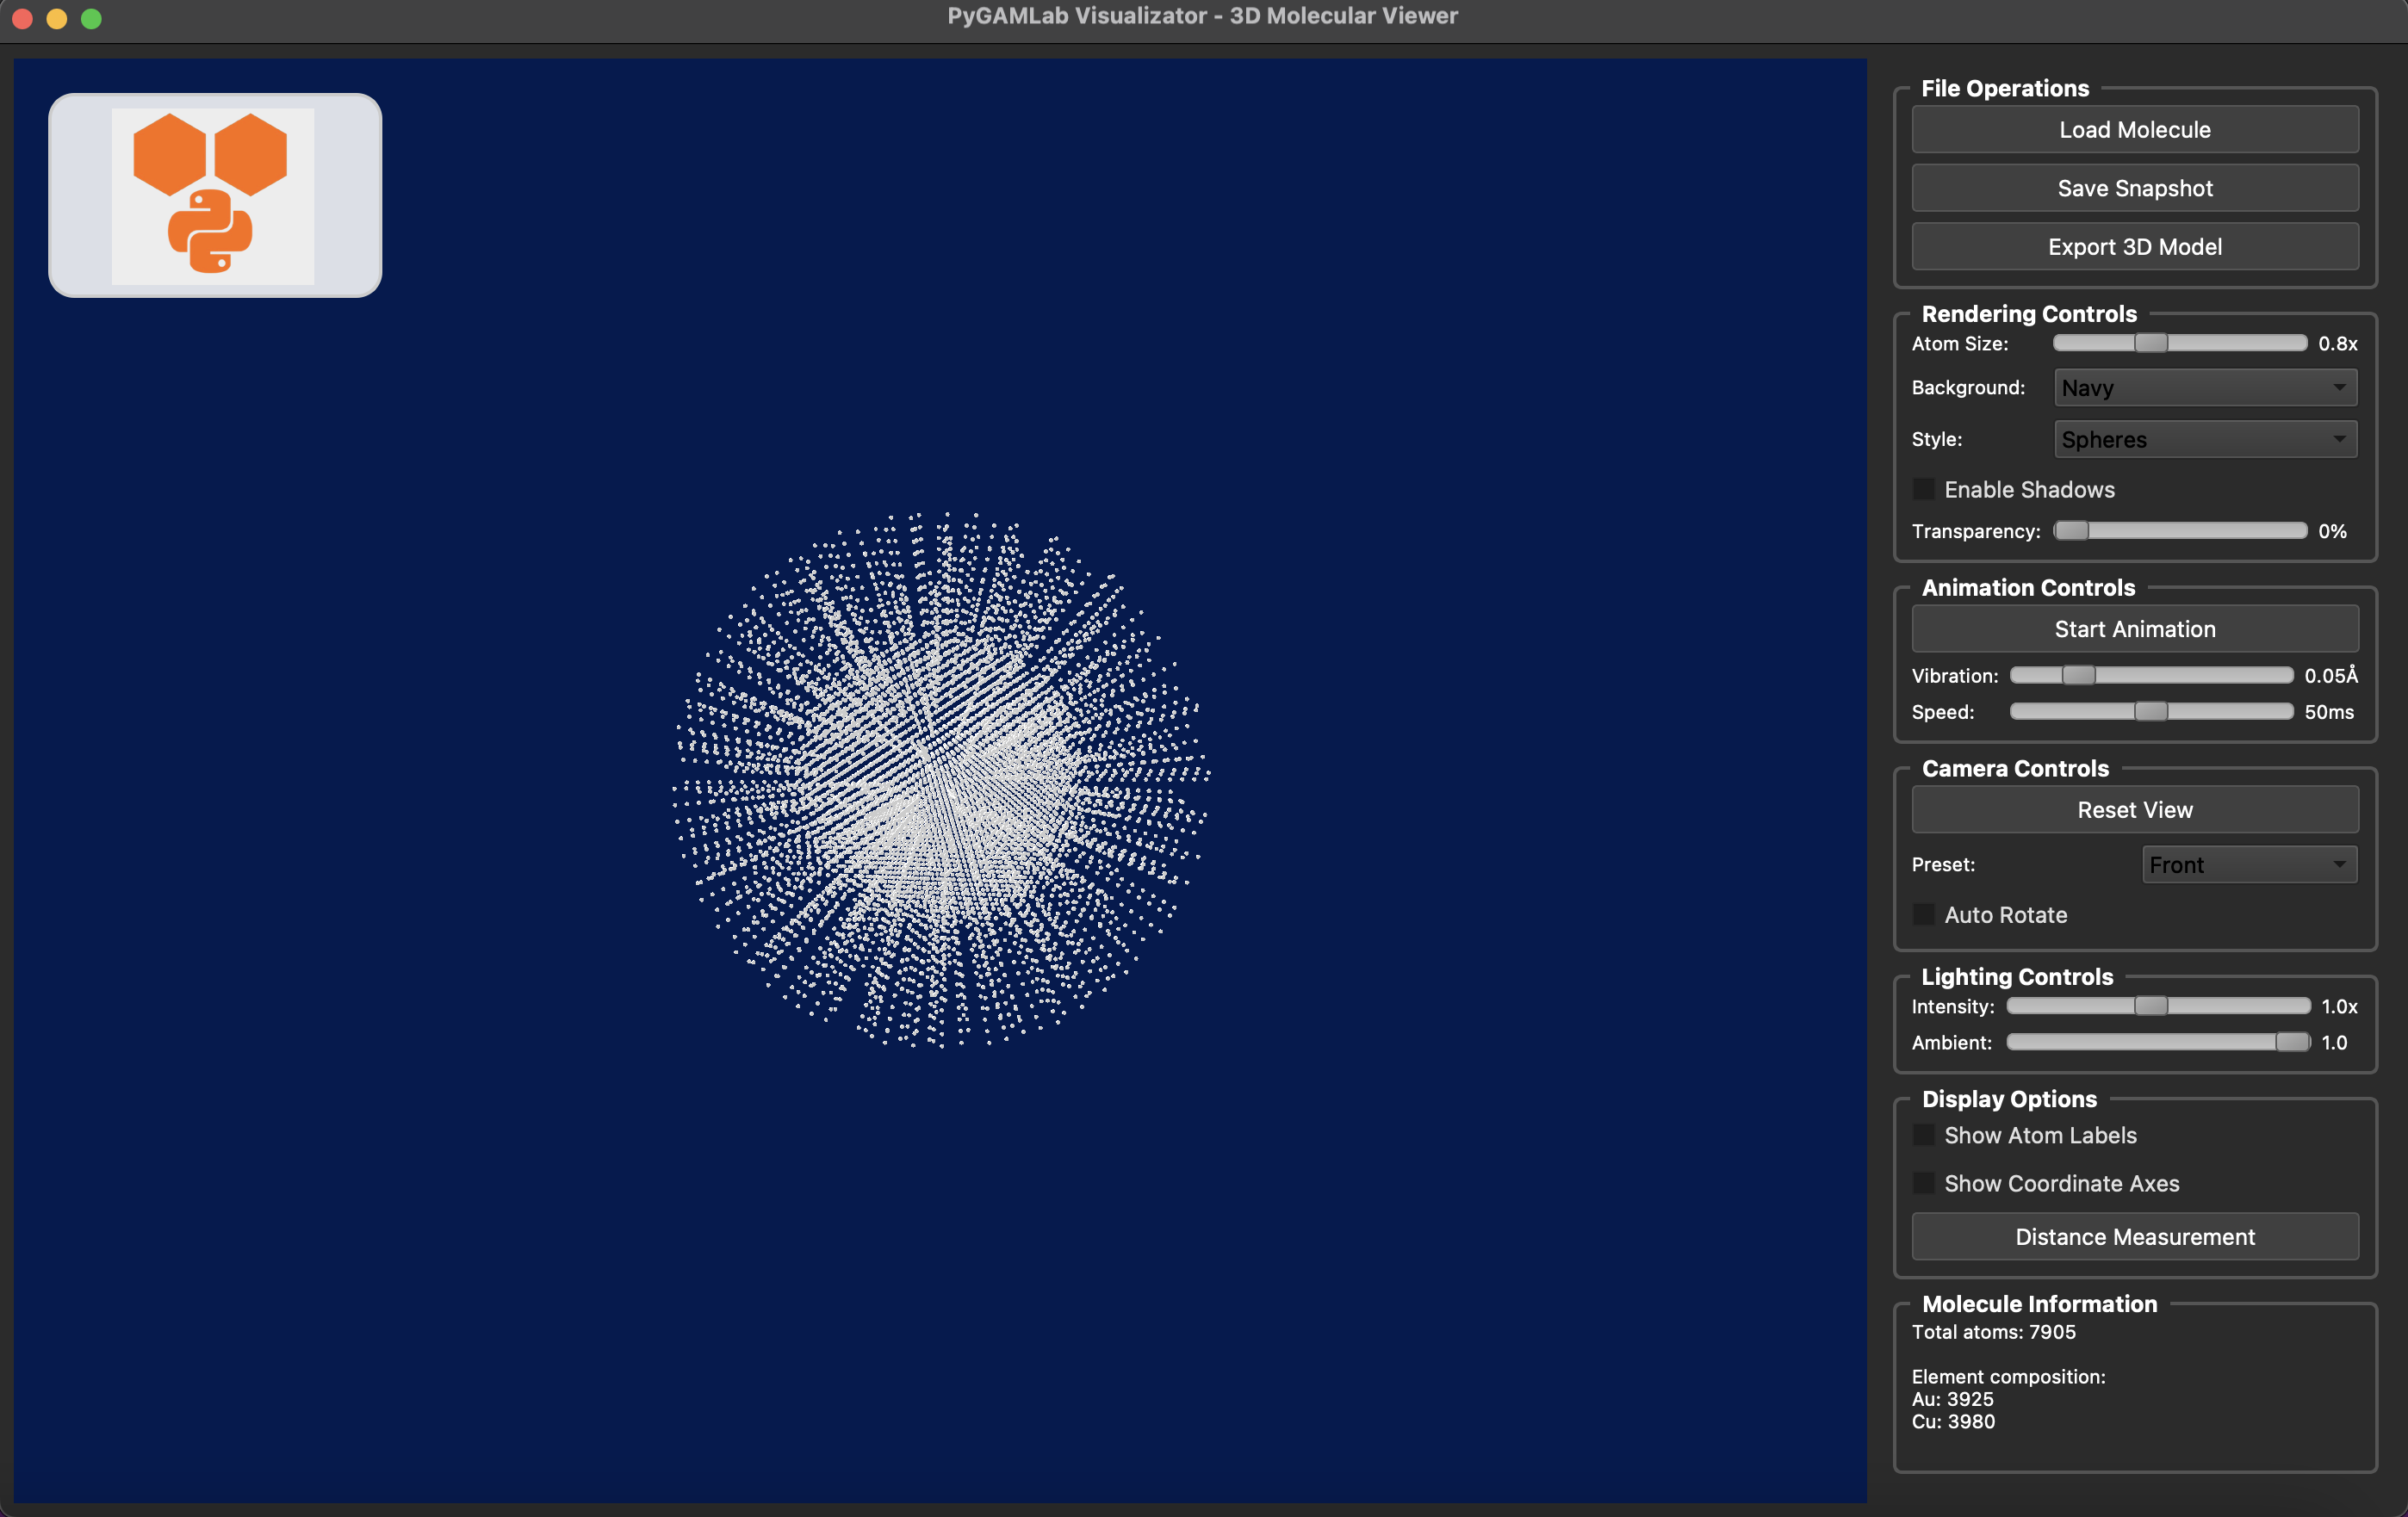 PyGAMLab Visualizator - 3D Molecular Viewer
File Operations
Load Molecule
Save Snapshot
Export 3D Model
Rendering Controls
Atom Size: 0.8x
Background: Navy
Style: Spheres
Enable Shadows
Transparency: 0%
Animation Controls
Start Animation
Vibration: 0.05Å
Speed: 50ms
Camera Controls
Reset View
Preset: Front
Auto Rotate
Lighting Controls
Intensity: 1.0x
Ambient: 1.0
Display Options
Show Atom Labels
Show Coordinate Axes
Distance Measurement
Molecule Information
Total atoms: 7905
Element composition:
Au: 3925
Cu: 3980